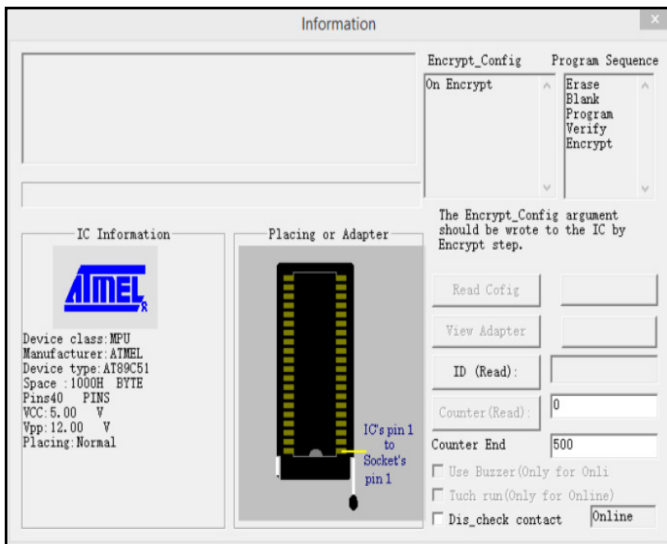 Information
x
Encrypt_Config
Program Sequence
On Encrypt
Erase
Blank
Program
Verify
Encrypt
The Encrypt_Config argument
should be wrote to the IC by
Encrypt step.
IC Information
ATMEL
R
Device class:MPU
Manufacturer:ATMEL
Device type:AT89C51
Space :1000H BYTE
Pins40 PINS
VCC:5.00 V
Vpp:12.00 V
Placing:Normal
Placing or Adapter
IC's pin 1
to
Socket's
pin 1
Read Cofig
View Adapter
ID (Read):
Counter(Read):
0
Counter End
500
Use Buzzer(Only for Onli
Tuch run(Only for Online)
Dis_check contact
Online